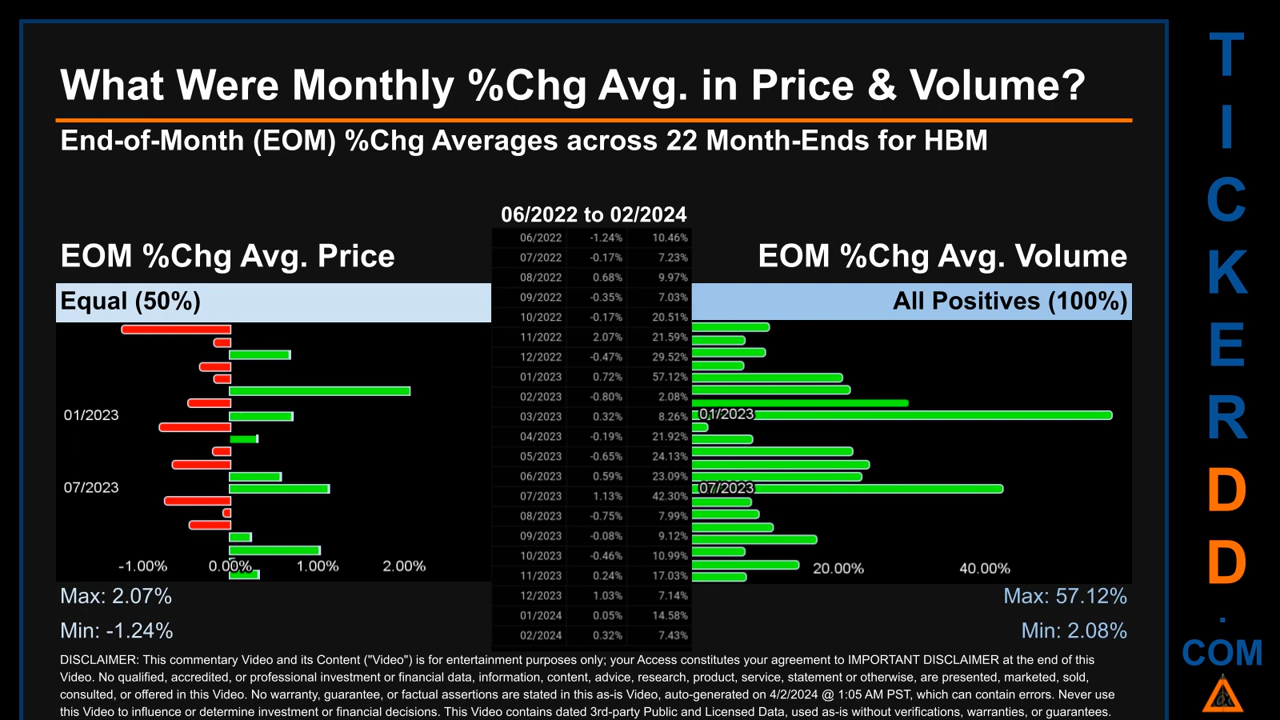 What Were Monthly %Chg Avg. in Price & Volume?
End-of-Month (EOM) %Chg Averages across 22 Month-Ends for HBM
06/2022 to 02/2024
EOM %Chg Avg. Price
EOM %Chg Avg. Volume
Equal (50%)
All Positives (100%)
06/2022 -1.24% 10.46%
07/2022 -0.17% 7.23%
08/2022 0.68% 9.97%
09/2022 -0.35% 7.03%
10/2022 -0.17% 20.51%
11/2022 2.07% 21.59%
12/2022 -0.47% 29.52%
01/2023 0.72% 57.12%
02/2023 -0.80% 2.08%
03/2023 0.32% 8.26%
04/2023 -0.19% 21.92%
05/2023 -0.65% 24.13%
06/2023 0.59% 23.09%
07/2023 1.13% 42.30%
08/2023 -0.75% 7.99%
09/2023 -0.08% 9.12%
10/2023 -0.46% 10.99%
11/2023 0.24% 17.03%
12/2023 1.03% 7.14%
01/2024 0.05% 14.58%
02/2024 0.32% 7.43%
01/2023
07/2023
-1.00% 0.00% 1.00% 2.00%
01/2023
07/2023
20.00% 40.00%
Max: 2.07%
Min: -1.24%
Max: 57.12%
Min: 2.08%
DISCLAIMER: This commentary Video and its Content ("Video") is for entertainment purposes only; your Access constitutes your agreement to IMPORTANT DISCLAIMER at the end of this
Video. No qualified, accredited, or professional investment or financial data, information, content, advice, research, product, service, statement or otherwise, are presented, marketed, sold,
consulted, or offered in this Video. No warranty, guarantee, or factual assertions are stated in this as-is Video, auto-generated on 4/2/2024 @ 1:05 AM PST, which can contain errors. Never use
this Video to influence or determine investment or financial decisions. This Video contains dated 3rd-party Public and Licensed Data, used as-is without verifications, warranties, or guarantees.
T
I
C
K
E
R
D
D
.
COM